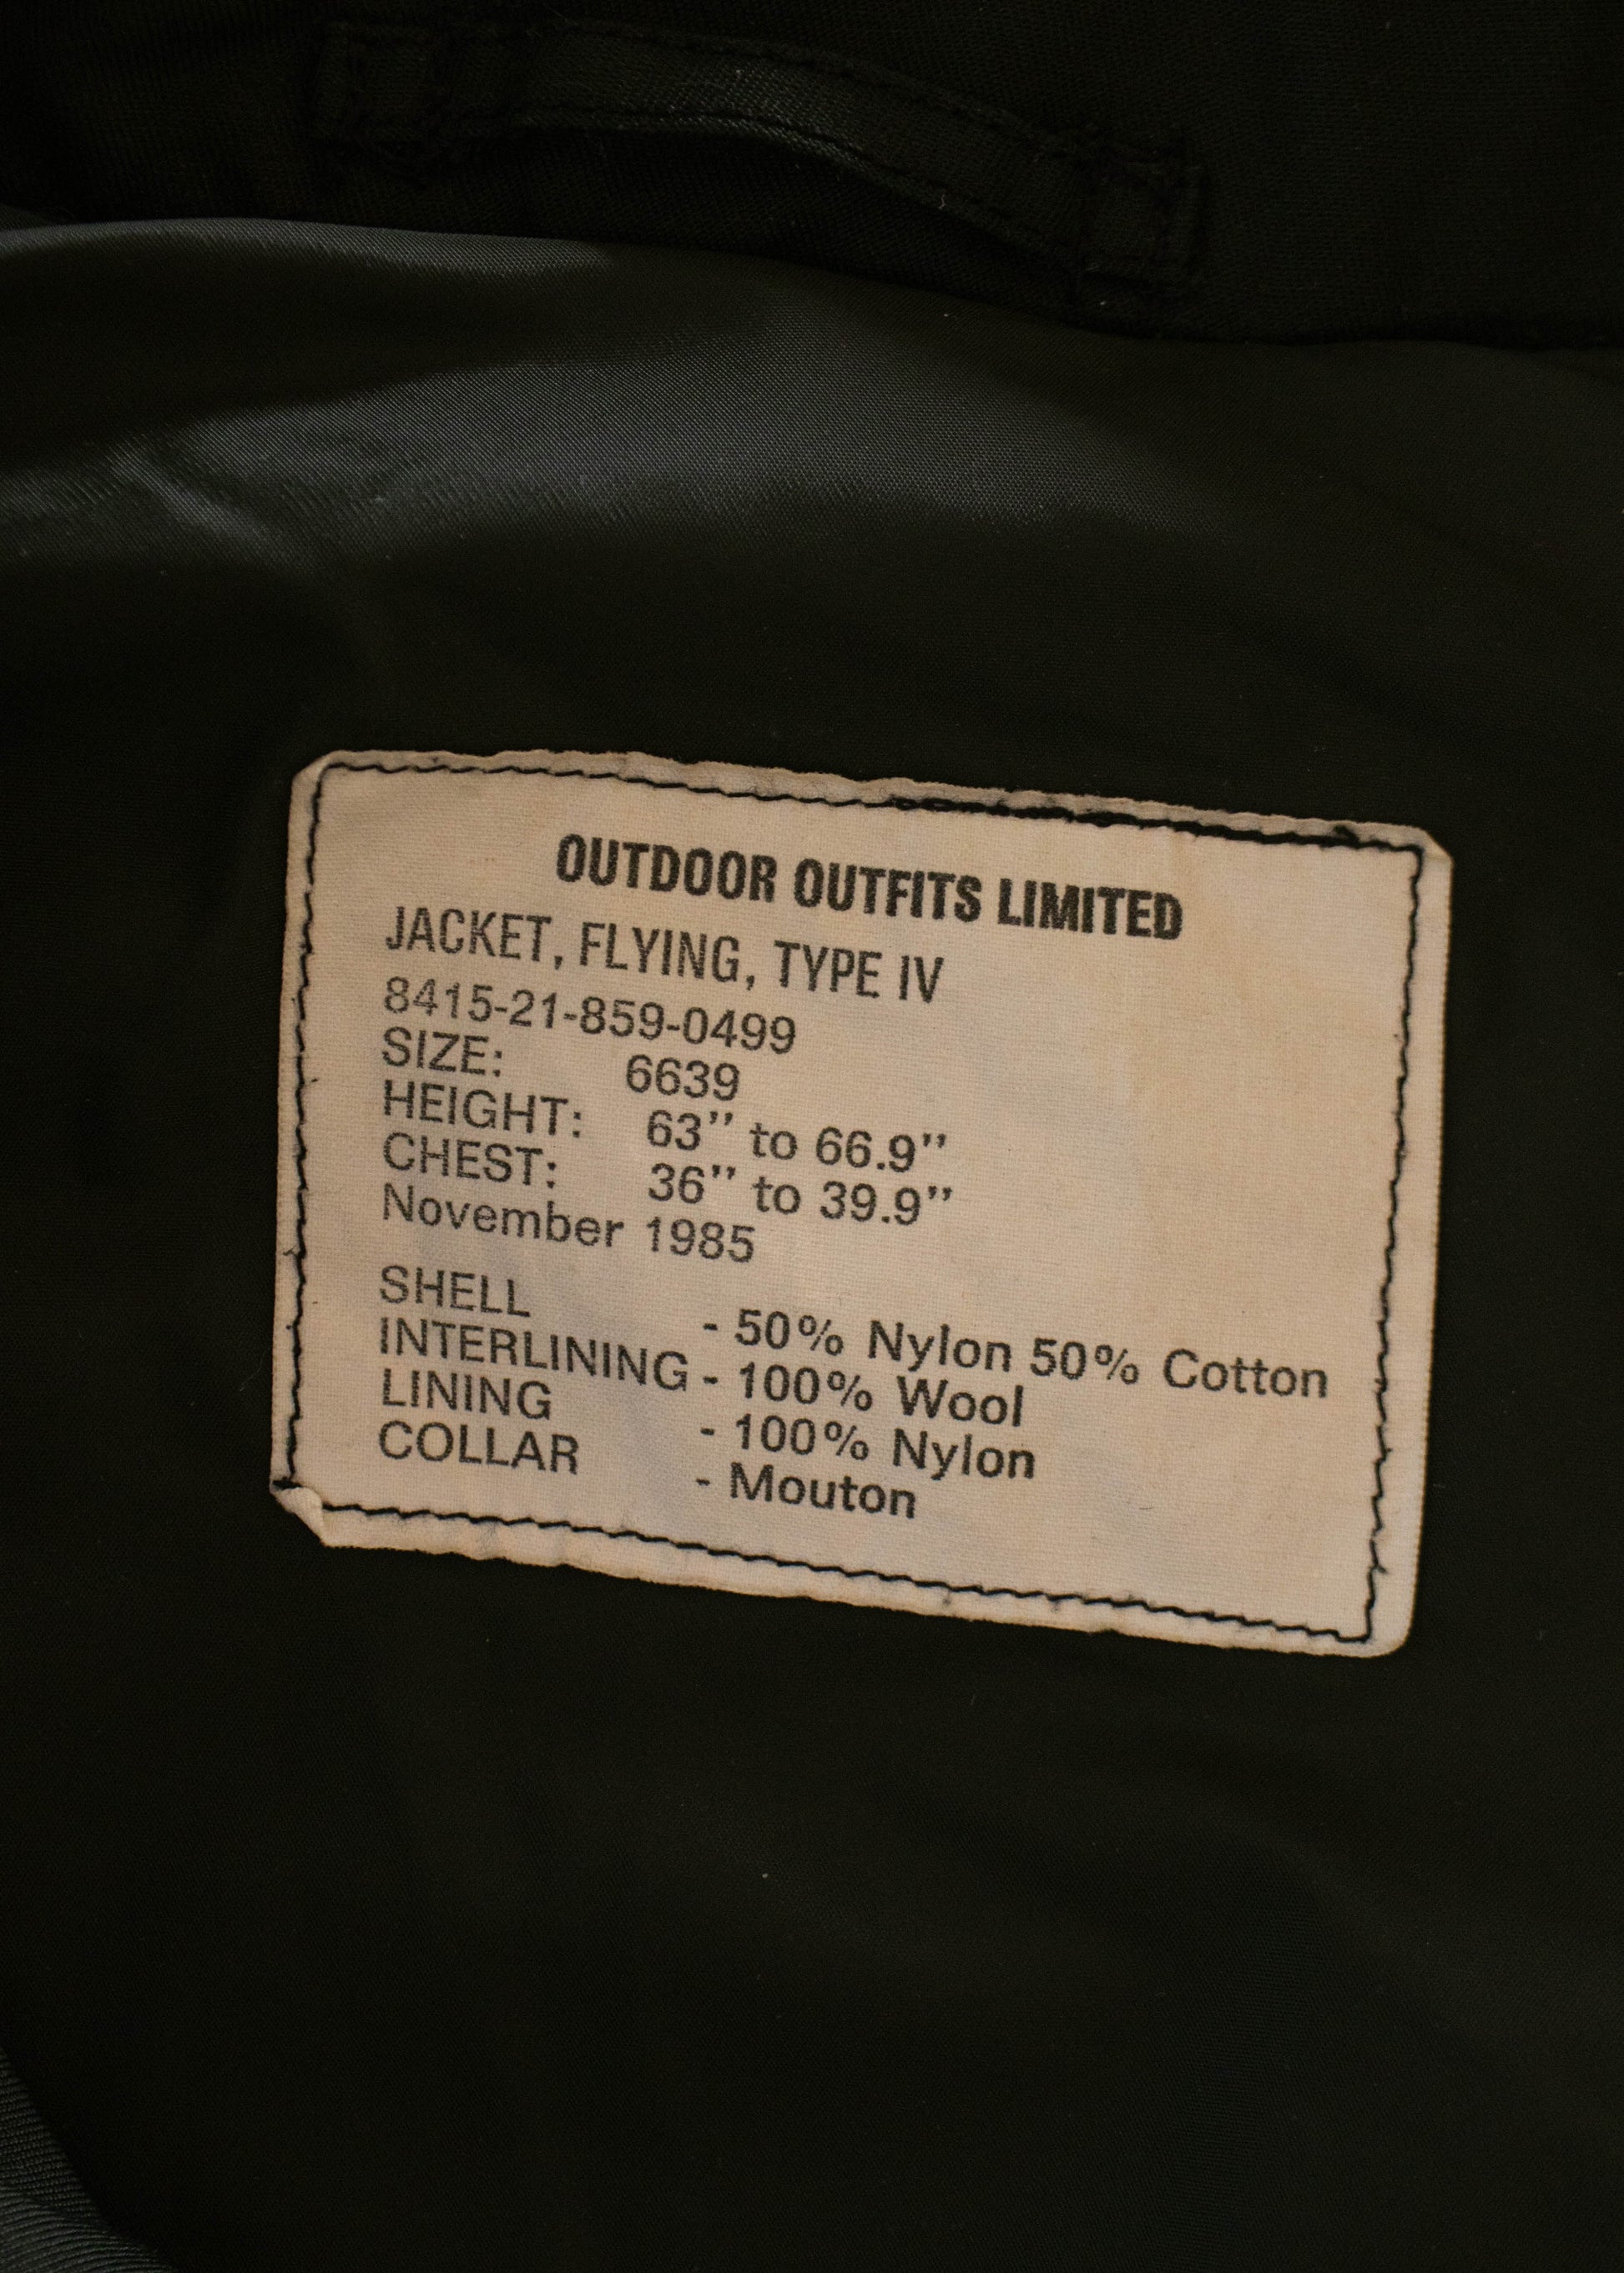 OUTDOOR OUTFITS LIMITED
JACKET, FLYING, TYPE IV
8415-21-859-0499
SIZE: 6639
HEIGHT: 63" to 66.9"
CHEST: 36" to 39.9"
November 1985
SHELL - 50% Nylon 50% Cotton
INTERLINING - 100% Wool
LINING - 100% Nylon
COLLAR - Mouton